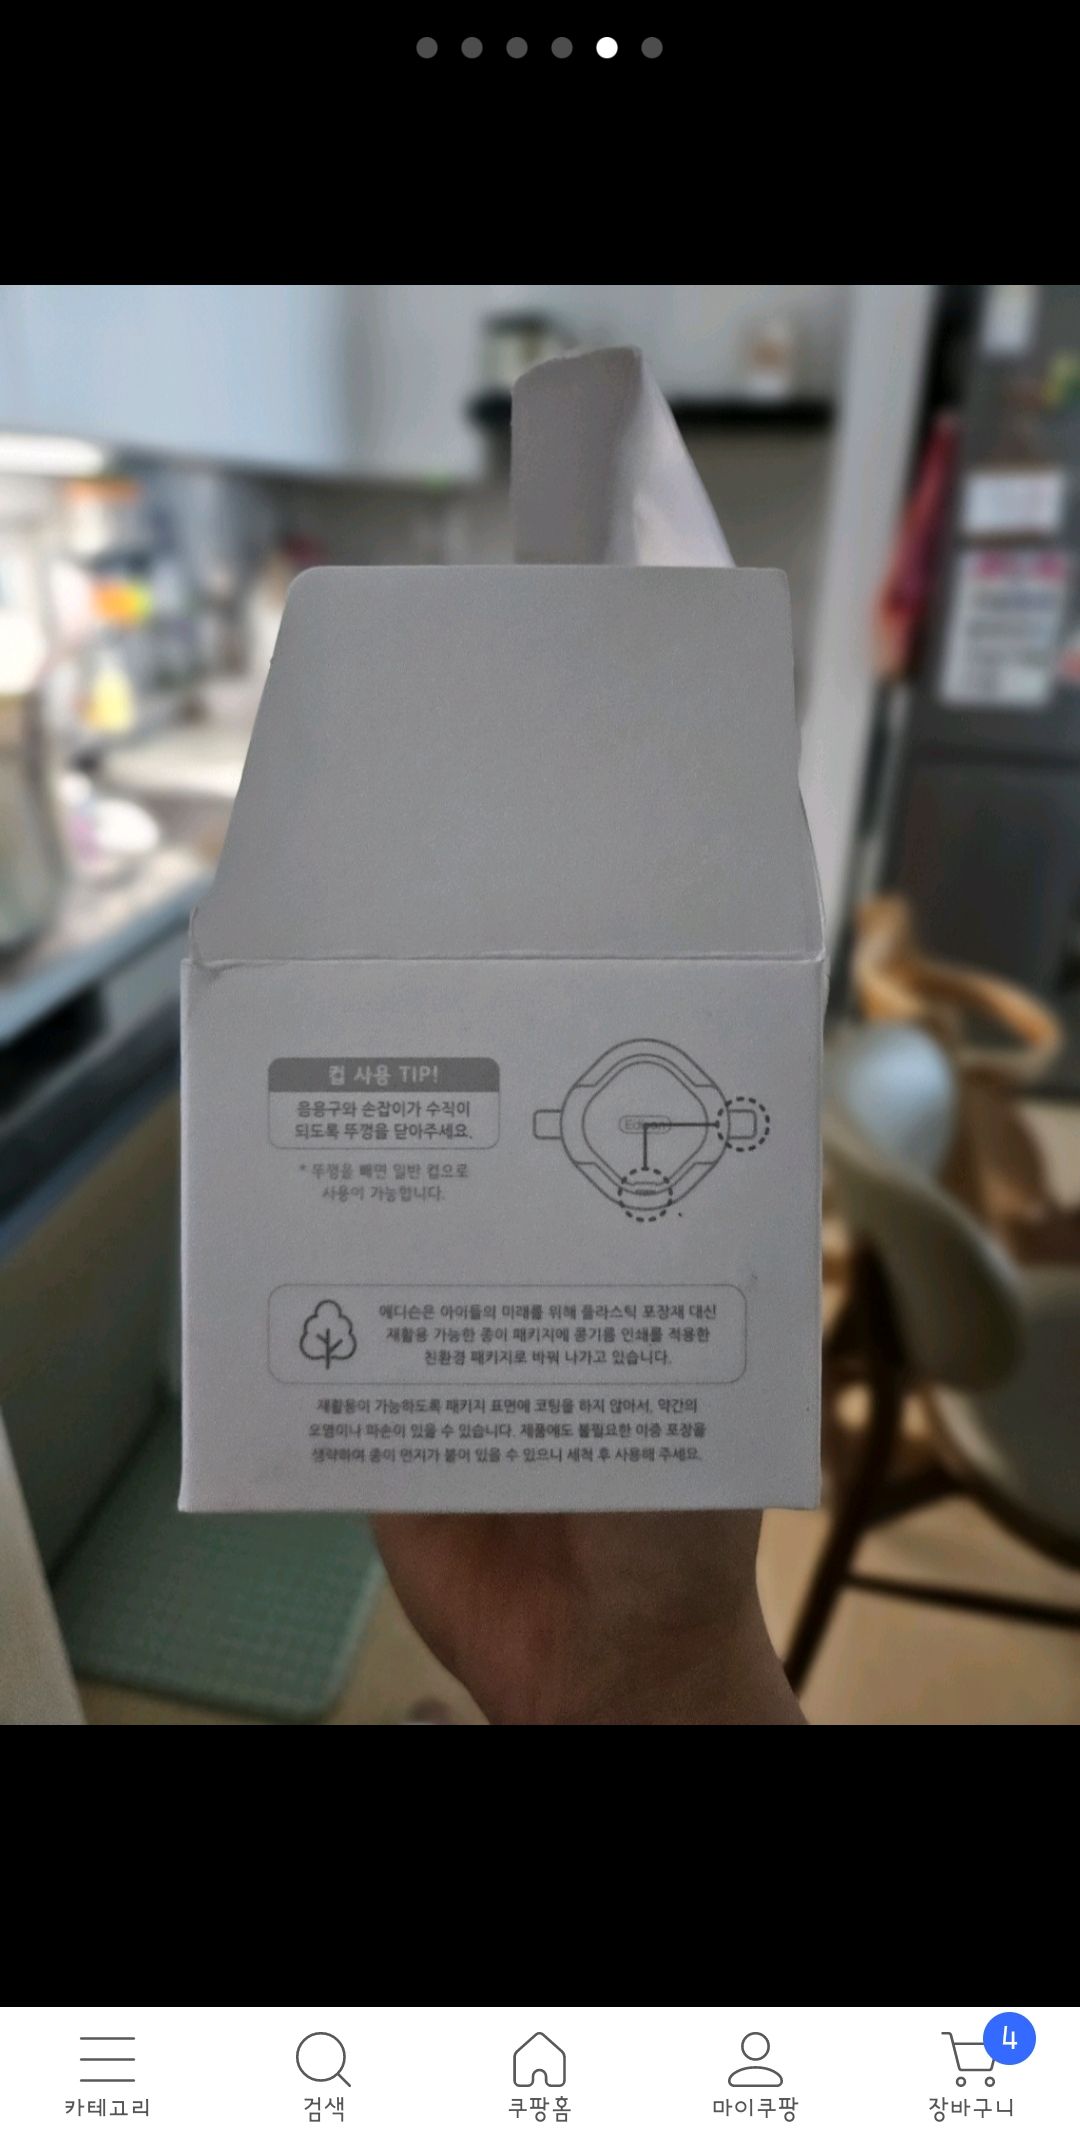 컵 사용 TIP!
음용구와 손잡이가 수직이
되도록 뚜껑을 닫아주세요.
* 뚜껑을 빼면 일반 컵으로
사용이 가능합니다.
Edison
에디슨은 아이들의 미래를 위해 플라스틱 포장재 대신
재활용 가능한 종이 패키지에 콩기름 인쇄를 적용한
친환경 패키지로 바꿔 나가고 있습니다.
재활용이 가능하도록 패키지 표면에 코팅을 하지 않아서, 약간의
오염이나 파손이 있을 수 있습니다. 제품에도 불필요한 이중 포장을
생략하여 종이 먼지가 붙어 있을 수 있으니 세척 후 사용해 주세요.
4
카테고리
검색
쿠팡홈
마이쿠팡
장바구니